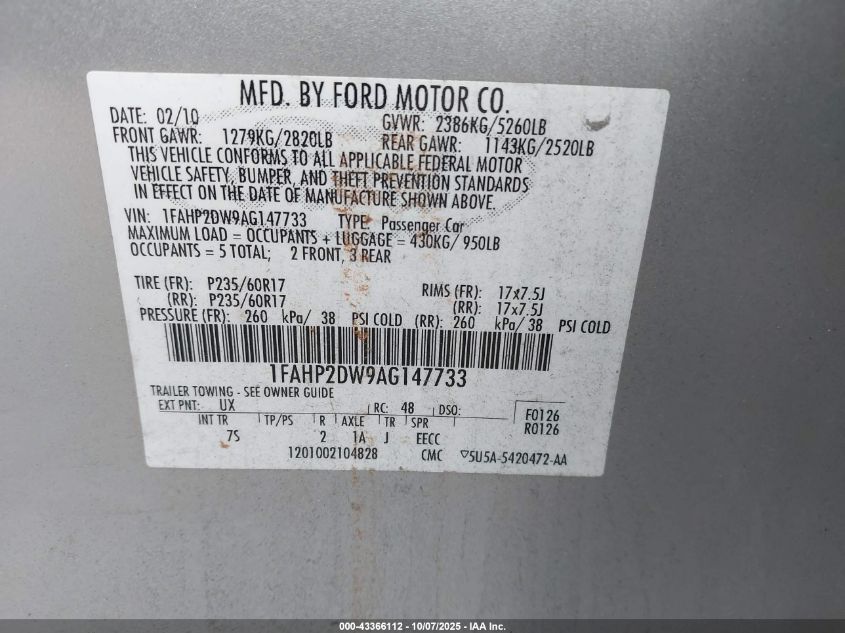 MFD. BY FORD MOTOR CO.
DATE: 02/10 GVWR: 2386KG/5260LB
FRONT GAWR: 1279KG/2820LB REAR GAWR: 1143KG/2520LB
THIS VEHICLE CONFORMS TO ALL APPLICABLE FEDERAL MOTOR
VEHICLE SAFETY, BUMPER, AND THEFT PREVENTION STANDARDS
IN EFFECT ON THE DATE OF MANUFACTURE SHOWN ABOVE.
VIN: 1FAHP2DW9AG147733 TYPE: Passenger Car
MAXIMUM LOAD = OCCUPANTS + LUGGAGE = 430KG/ 950LB
OCCUPANTS = 5 TOTAL; 2 FRONT, 3 REAR
TIRE (FR): P235/60R17 RIMS (FR): 17x7.5J
(RR): P235/60R17 (RR): 17x7.5J
PRESSURE (FR): 260 kPa/ 38 PSI COLD (RR): 260 kPa/ 38 PSI COLD
1FAHP2DW9AG147733
TRAILER TOWING - SEE OWNER GUIDE
EXT PNT: UX RC: 48 DSO: F0126
INT TR TP/PS R AXLE TR SPR R0126
7S 2 1A J EECC
1201002104828 CMC ▽5U5A-5420472-AA
000-43366112 - 10/07/2025 - IAA Inc.